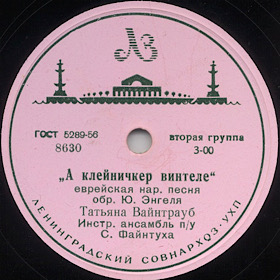 ЛЗ
ГОСТ 5289-56
8630
вторая группа
3-00
„А клейничкер винтеле“
еврейская нар. песня
обр. Ю. Энгеля
Татьяна Вайнтрауб
Инстр. ансамбль п/у
С. Файнтуха
ЛЕНИНГРАДСКИЙ СОВНАРХОЗ·УХП